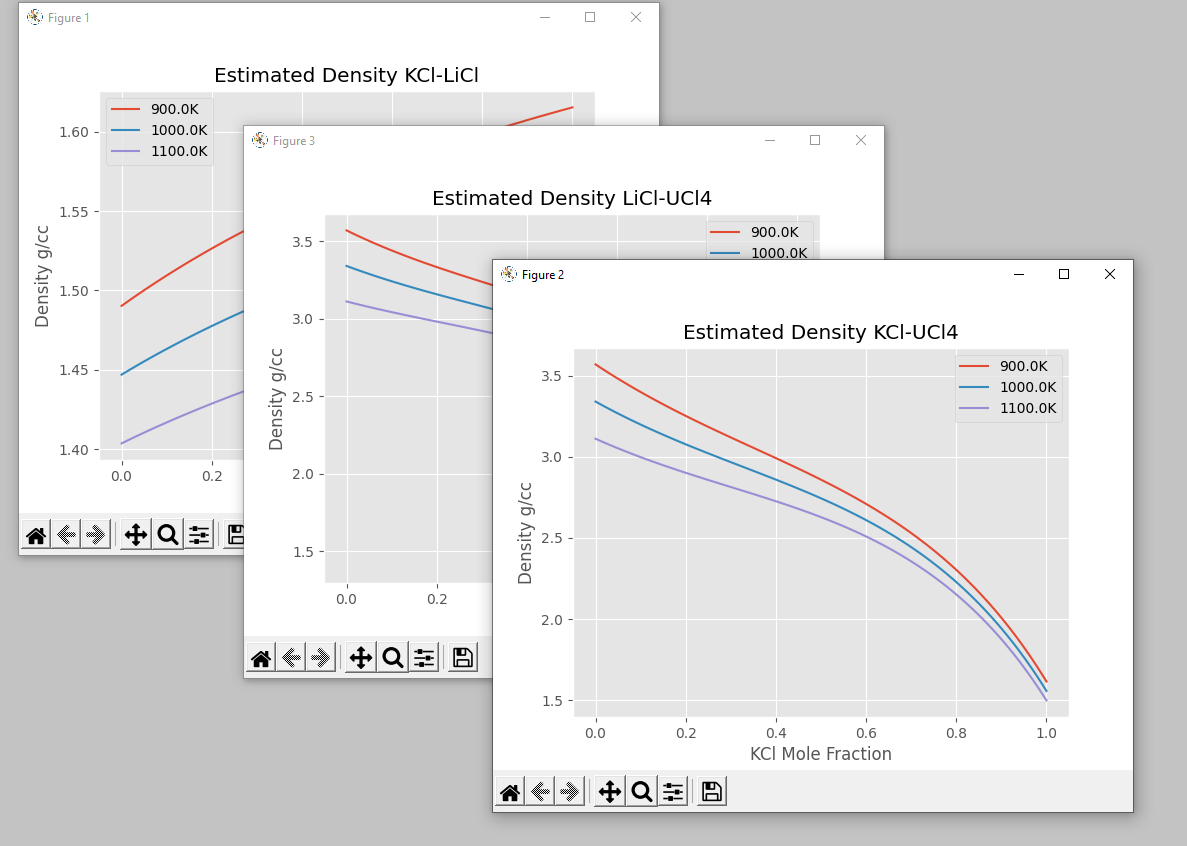 Figure 1
Estimated Density KCl-LiCl
900.0K
1000.0K
1100.0K
1.60
1.55
1.50
1.45
1.40
Density g/cc
0.0 0.2
Figure 3
Estimated Density LiCl-UCl4
900.0K
1000.0K
3.5
3.0
2.5
2.0
1.5
Density g/cc
0.0 0.2
Figure 2
Estimated Density KCl-UCl4
900.0K
1000.0K
1100.0K
3.5
3.0
2.5
2.0
1.5
Density g/cc
0.0 0.2 0.4 0.6 0.8 1.0
KCl Mole Fraction